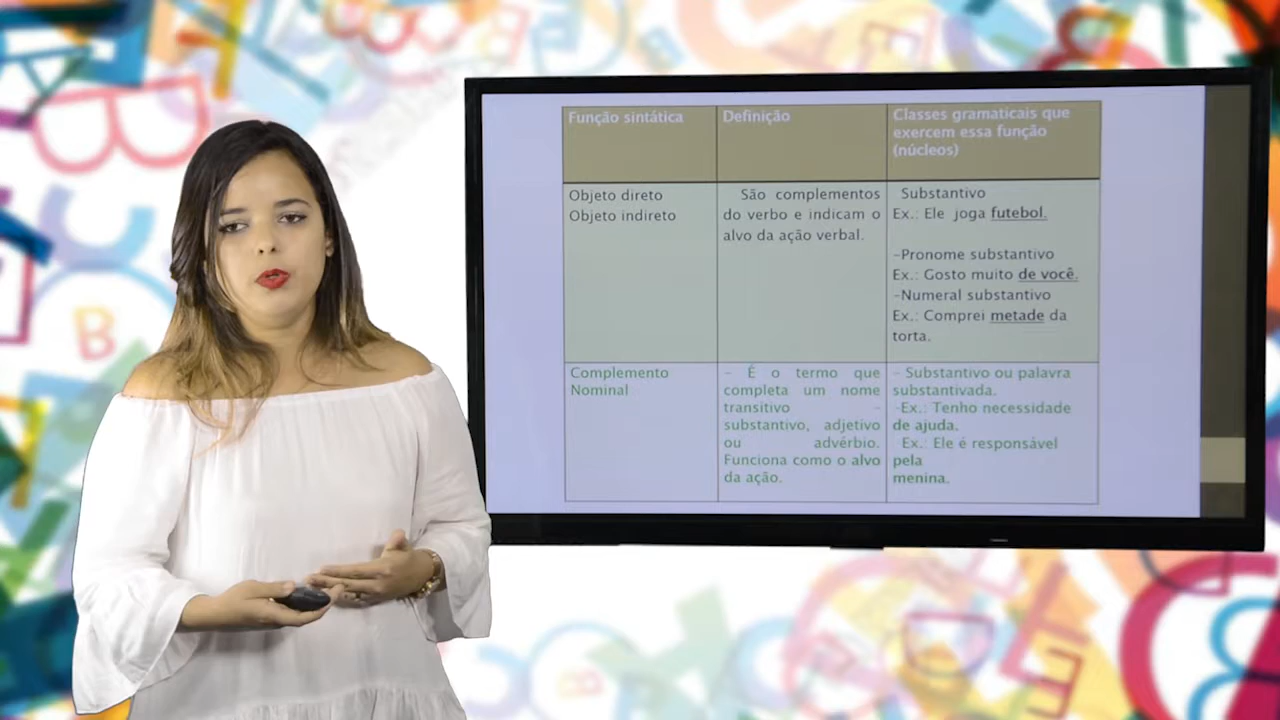 Função sintática
Definição
Classes gramaticais que
exercem essa função
(núcleos)
Objeto direto
Objeto indireto
São complementos
do verbo e indicam o
alvo da ação verbal.
Substantivo
Ex.: Ele joga futebol.
-Pronome substantivo
Ex.: Gosto muito de você.
-Numeral substantivo
Ex.: Comprei metade da
torta.
Complemento
Nominal
- É o termo que
completa um nome
transitivo -
substantivo, adjetivo
ou advérbio.
Funciona como o alvo
da ação.
- Substantivo ou palavra
substantivada.
-Ex.: Tenho necessidade
de ajuda.
Ex.: Ele é responsável
pela
menina.